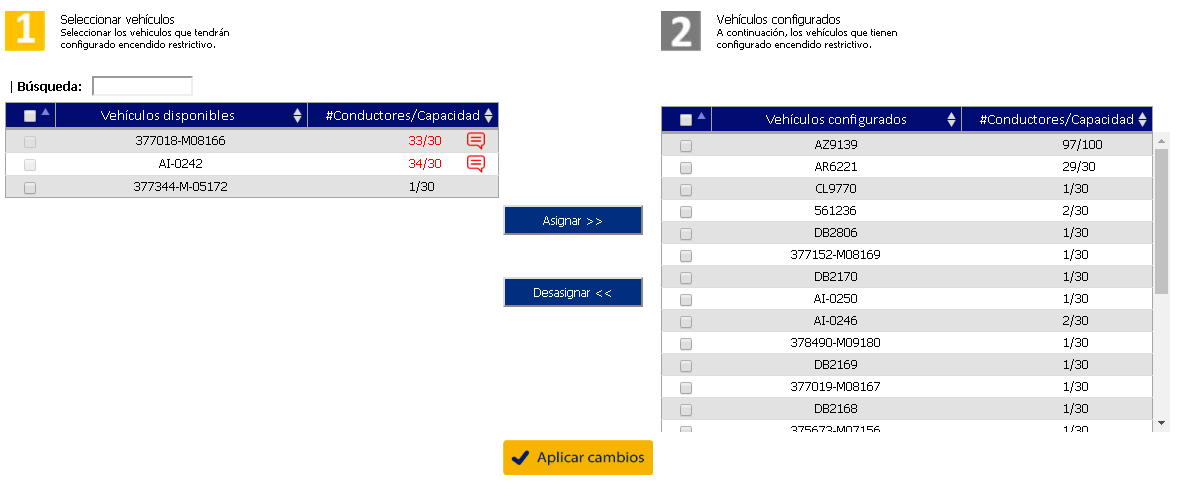 1
Seleccionar vehículos
Seleccionar los vehiculos que tendrán
configurado encendido restrictivo.
| Búsqueda:
Vehículos disponibles #Conductores/Capacidad
377018-M08166 33/30
AI-0242 34/30
377344-M-05172 1/30
Asignar >>
Desasignar <<
Aplicar cambios
2
Vehículos configurados
A continuación, los vehículos que tienen
configurado encendido restrictivo.
Vehículos configurados #Conductores/Capacidad
AZ9139 97/100
AR6221 29/30
CL9770 1/30
561236 2/30
DB2806 1/30
377152-M08169 1/30
DB2170 1/30
AI-0250 1/30
AI-0246 2/30
378490-M09180 1/30
DB2169 1/30
377019-M08167 1/30
DB2168 1/30
375673-M07156 1/30